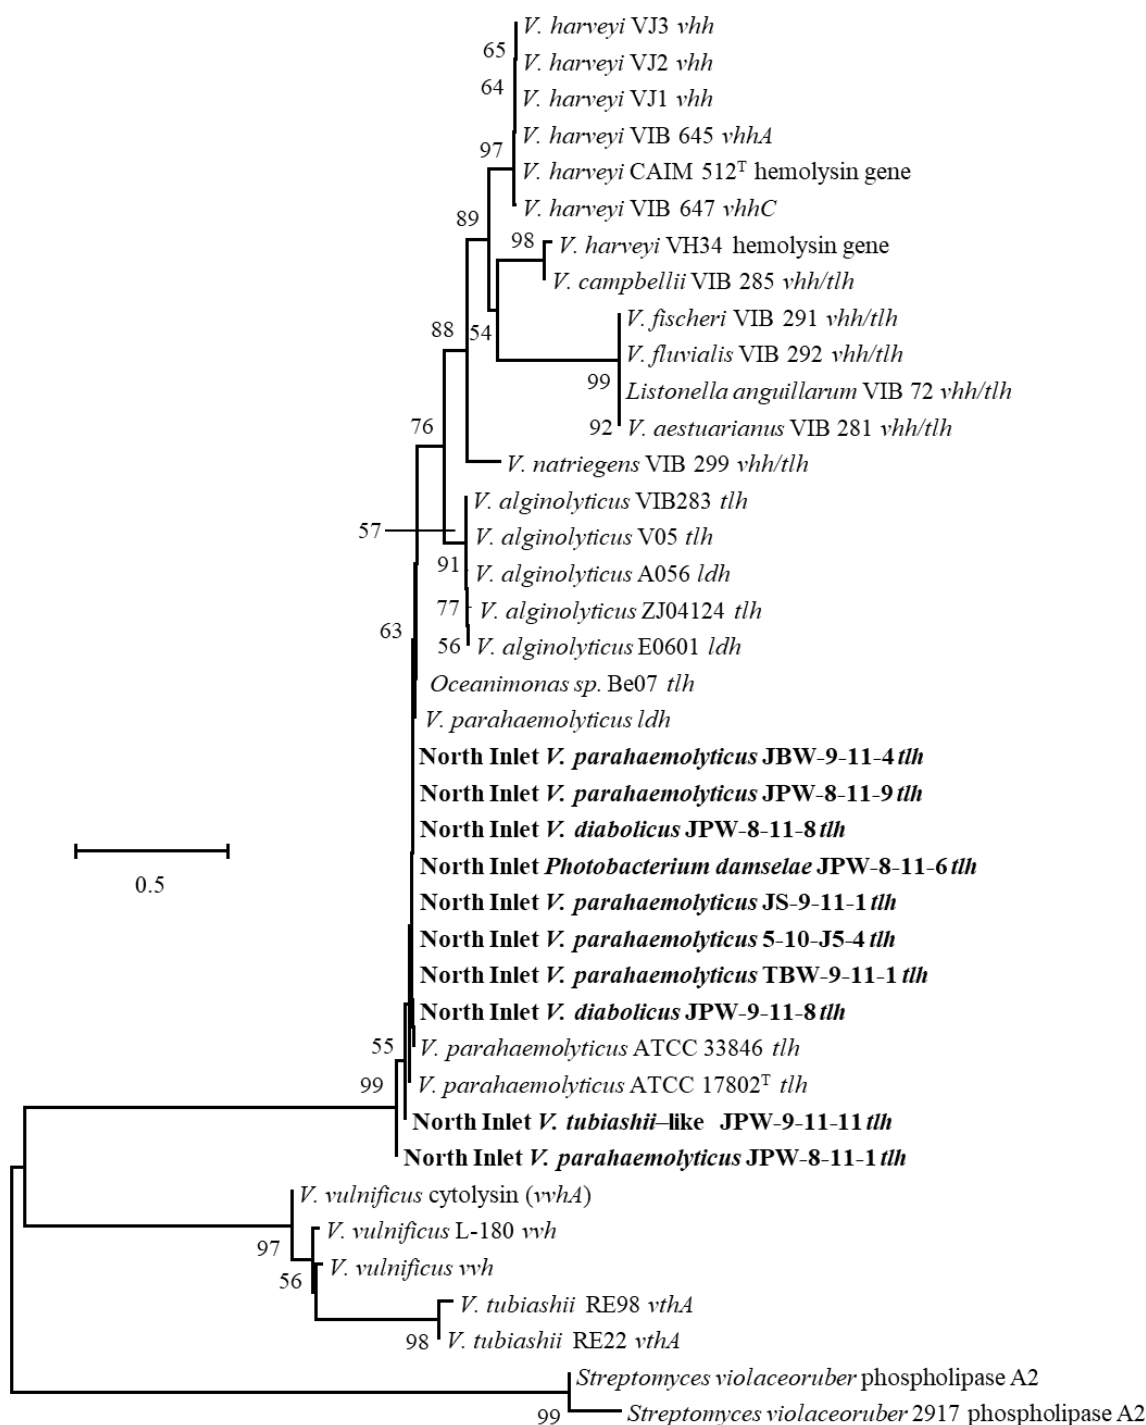 V. harveyi VJ3 vhh
65
V. harveyi VJ2 vhh
64
V. harveyi VJ1 vhh
V. harveyi VIB 645 vhhA
97
V. harveyi CAIM 512ᵀ hemolysin gene
V. harveyi VIB 647 vhhC
89
98
V. harveyi VH34 hemolysin gene
V. campbellii VIB 285 vhh/tlh
V. fischeri VIB 291 vhh/tlh
88
54
V. fluvialis VIB 292 vhh/tlh
99
Listonella anguillarum VIB 72 vhh/tlh
76
92
V. aestuarianus VIB 281 vhh/tlh
V. natriegens VIB 299 vhh/tlh
V. alginolyticus VIB283 tlh
57
V. alginolyticus V05 tlh
91
V. alginolyticus A056 ldh
77
V. alginolyticus ZJ04124 tlh
63
56
V. alginolyticus E0601 ldh
Oceanimonas sp. Be07 tlh
V. parahaemolyticus ldh
North Inlet V. parahaemolyticus JBW-9-11-4 tlh
North Inlet V. parahaemolyticus JPW-8-11-9 tlh
North Inlet V. diabolicus JPW-8-11-8 tlh
North Inlet Photobacterium damselae JPW-8-11-6 tlh
0.5
North Inlet V. parahaemolyticus JS-9-11-1 tlh
North Inlet V. parahaemolyticus 5-10-J5-4 tlh
North Inlet V. parahaemolyticus TBW-9-11-1 tlh
North Inlet V. diabolicus JPW-9-11-8 tlh
55
V. parahaemolyticus ATCC 33846 tlh
99
V. parahaemolyticus ATCC 17802ᵀ tlh
North Inlet V. tubiashii–like JPW-9-11-11 tlh
North Inlet V. parahaemolyticus JPW-8-11-1 tlh
V. vulnificus cytolysin (vvhA)
V. vulnificus L-180 vvh
97
V. vulnificus vvh
56
V. tubiashii RE98 vthA
98
V. tubiashii RE22 vthA
Streptomyces violaceoruber phospholipase A2
99
Streptomyces violaceoruber 2917 phospholipase A2